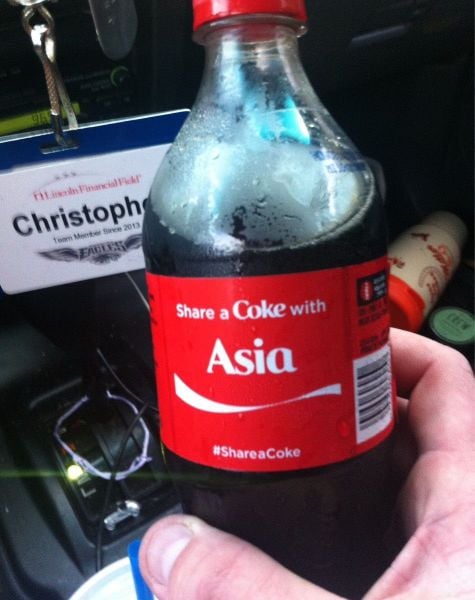 Lincoln Financial Field
Christophe
Team Member Since 2013
EAGLES
Share a Coke with
Asia
#ShareaCoke